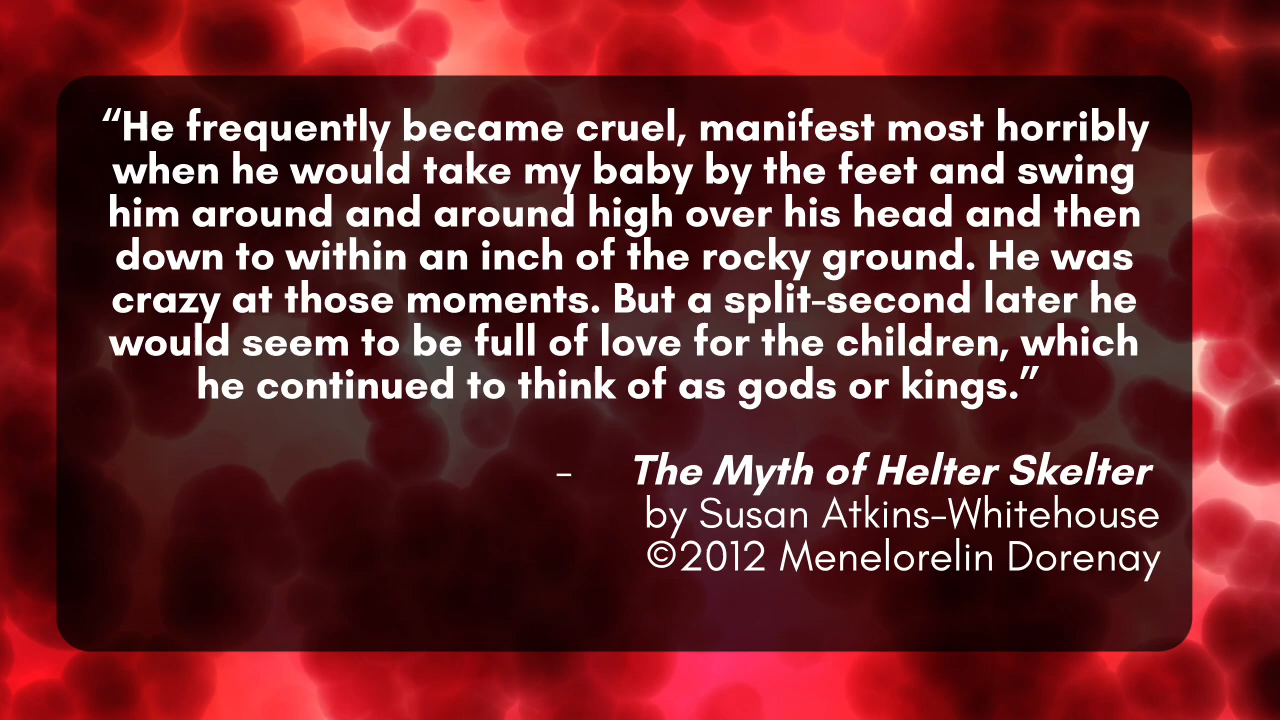 “He frequently became cruel, manifest most horribly
when he would take my baby by the feet and swing
him around and around high over his head and then
down to within an inch of the rocky ground. He was
crazy at those moments. But a split-second later he
would seem to be full of love for the children, which
he continued to think of as gods or kings.”
- The Myth of Helter Skelter
by Susan Atkins-Whitehouse
©2012 Menelorelin Dorenay